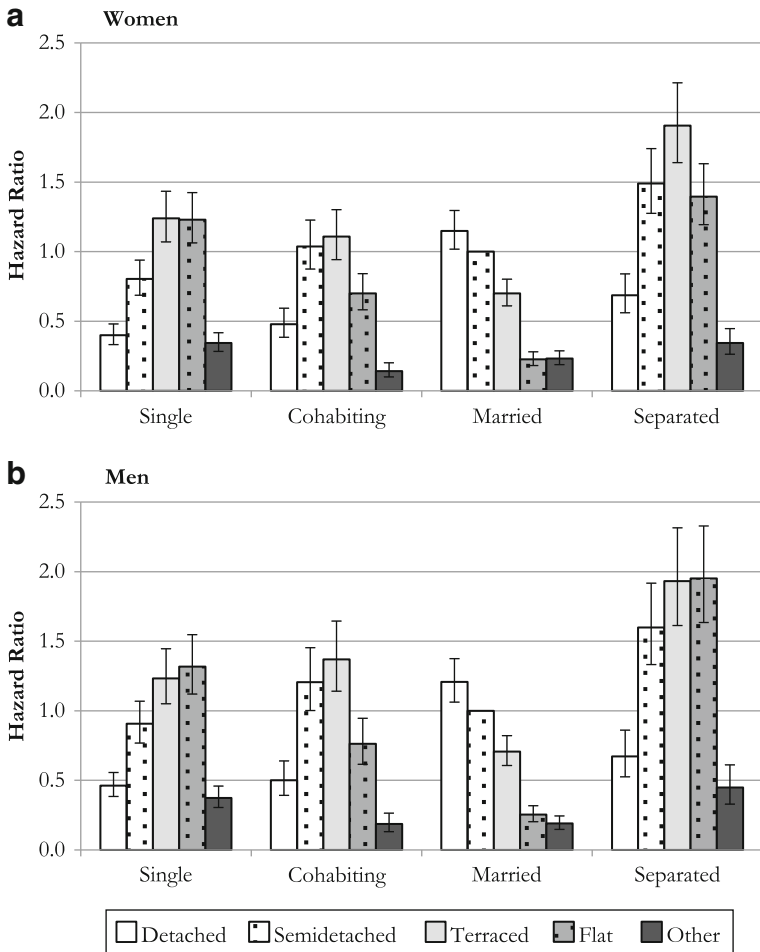 a Women
2.5
2.0
1.5
1.0
0.5
0.0
Hazard Ratio
Single Cohabiting Married Separated
b Men
2.5
2.0
1.5
1.0
0.5
0.0
Hazard Ratio
Single Cohabiting Married Separated
Detached Semidetached Terraced Flat Other